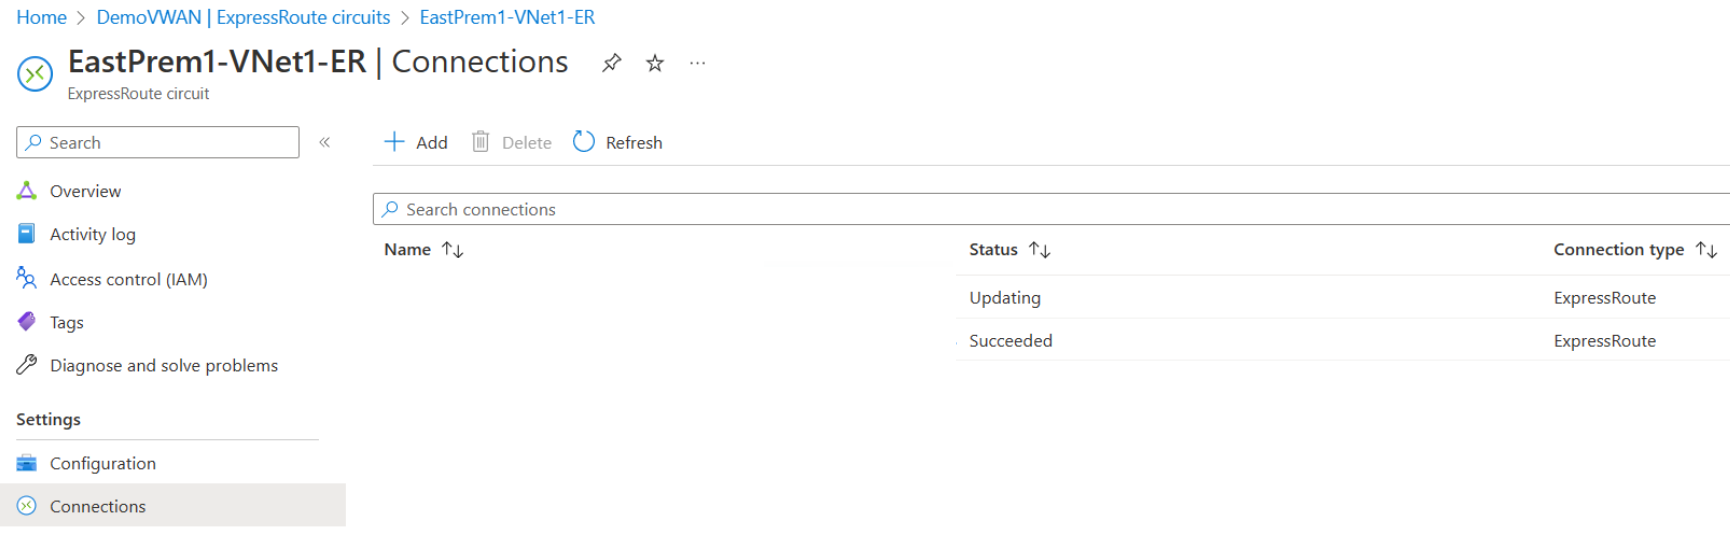 Home > DemoVWAN | ExpressRoute circuits > EastPrem1-VNet1-ER
EastPrem1-VNet1-ER | Connections ...
ExpressRoute circuit
Search «
Add Delete Refresh
Overview
Activity log
Access control (IAM)
Tags
Diagnose and solve problems
Settings
Configuration
Connections
Search connections
Name ↑↓ Status ↑↓ Connection type ↑↓
Updating ExpressRoute
Succeeded ExpressRoute